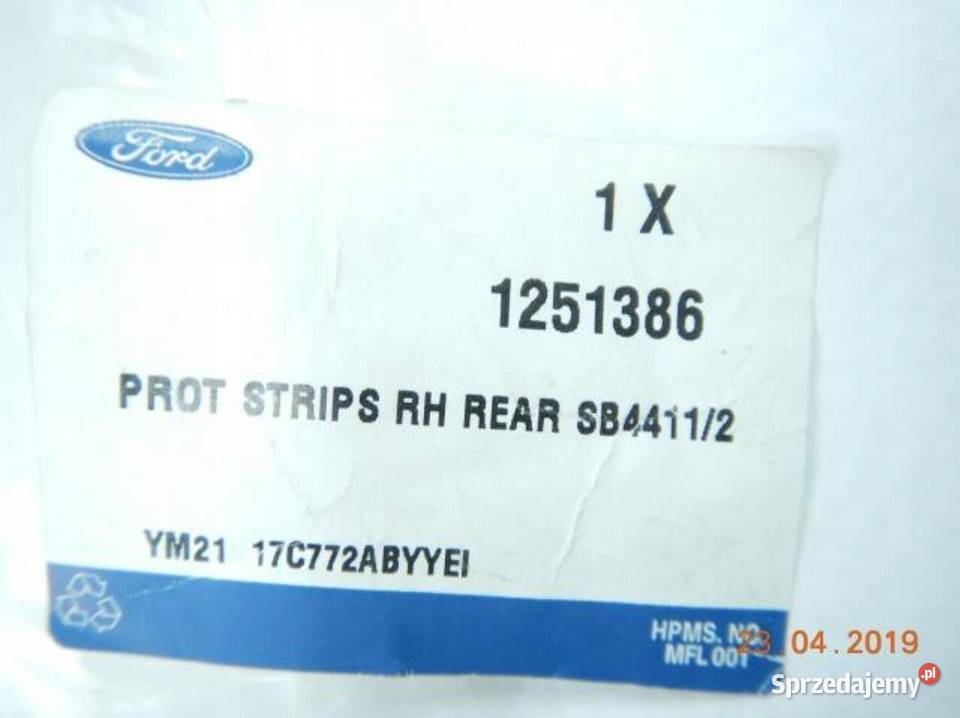 Ford
1 X
1251386
PROT STRIPS RH REAR SB4411/2
YM21 17C772ABYYEI
HPMS. NO.
MFL 001
23.04.2019
Sprzedajemy.pl